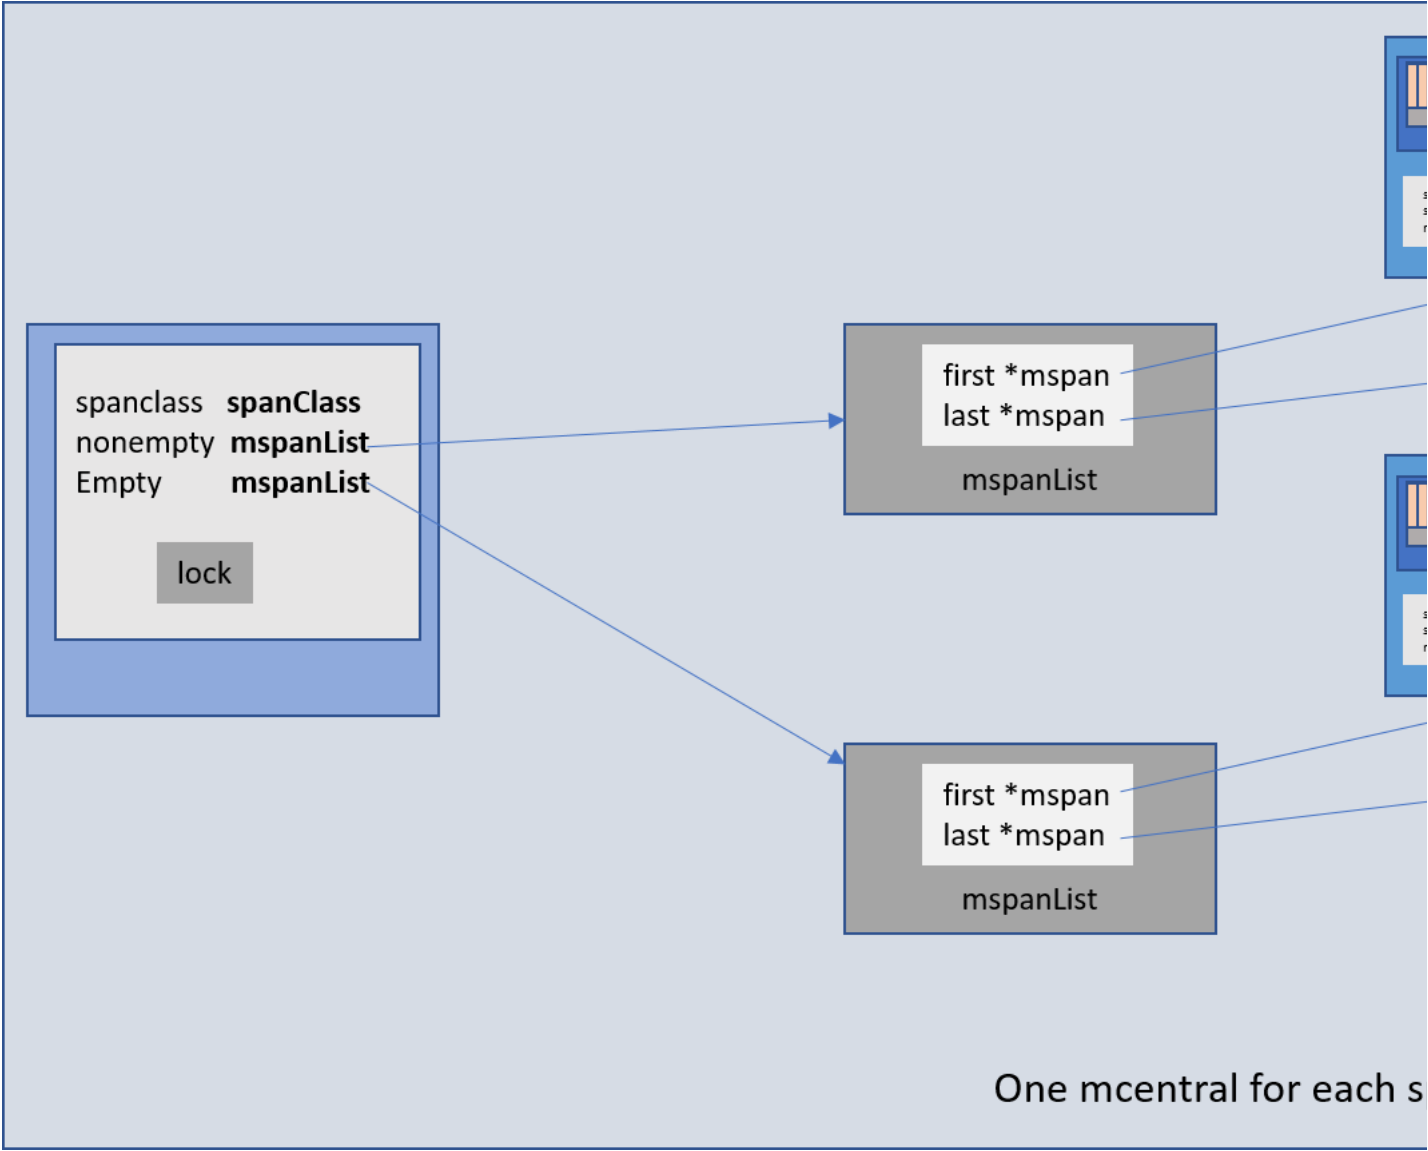 spanclass spanClass
nonempty mspanList
Empty mspanList
lock
first *mspan
last *mspan
mspanList
first *mspan
last *mspan
mspanList
One mcentral for each